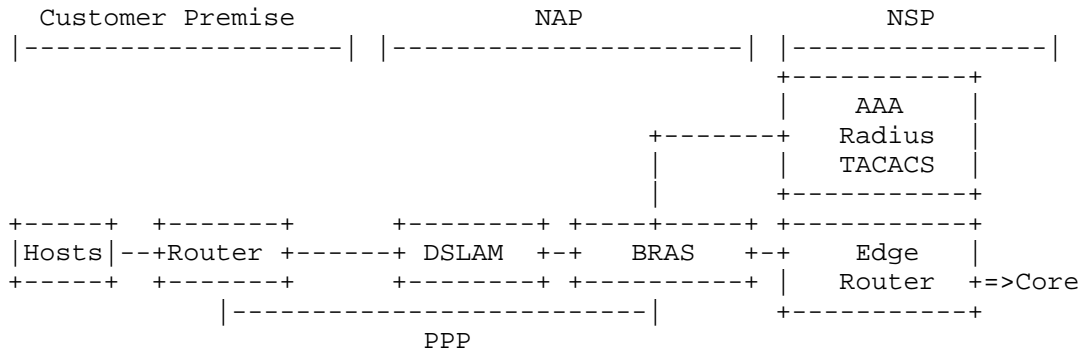 Customer Premise NAP NSP
AAA
Radius
TACACS
Hosts Router DSLAM BRAS Edge
Router =>Core
PPP